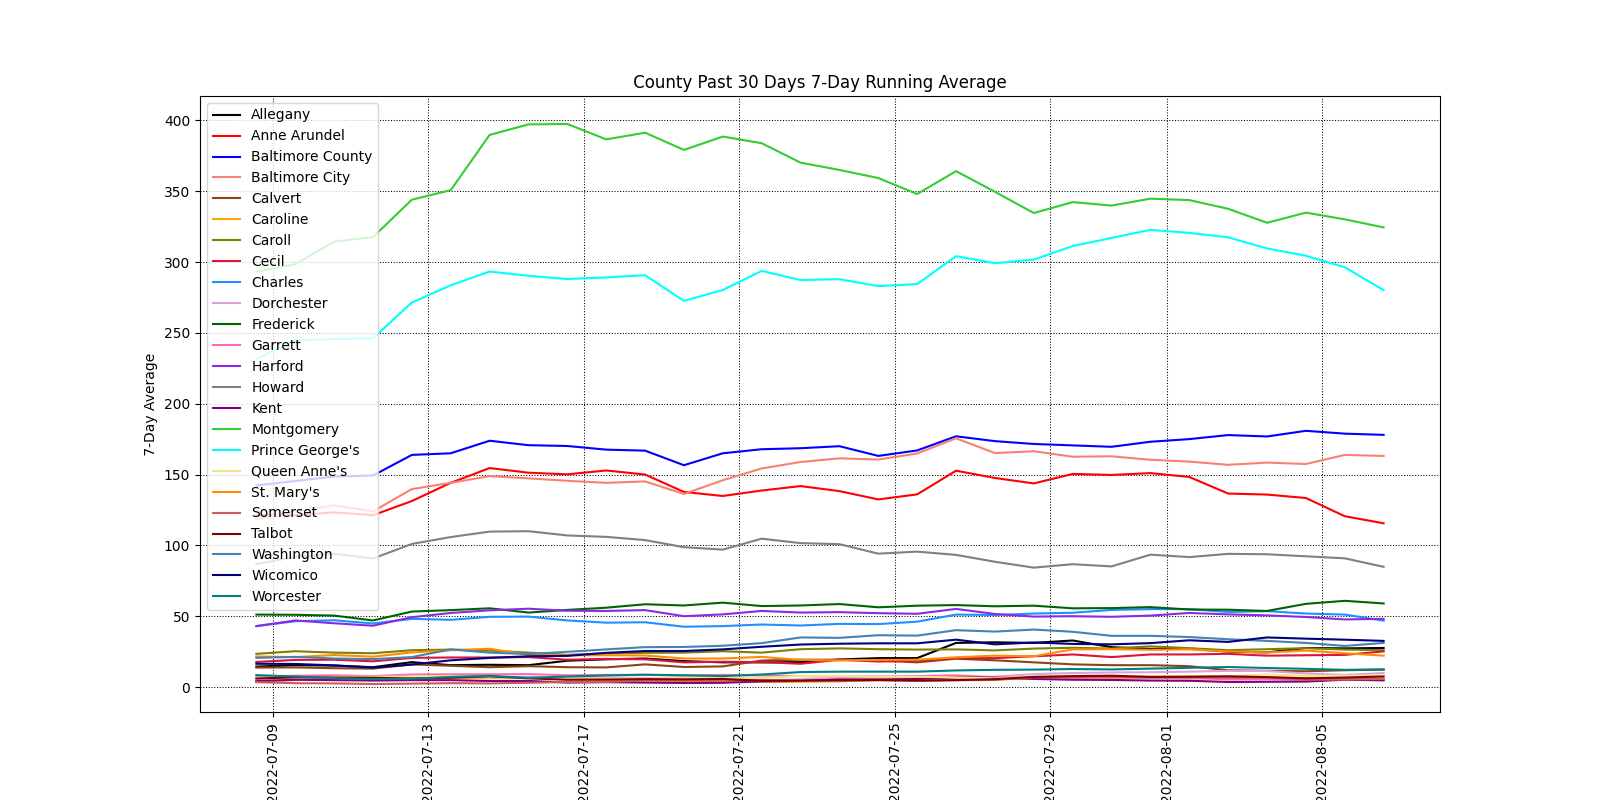 County Past 30 Days 7-Day Running Average
7-Day Average
400
350
300
250
200
150
100
50
0
Allegany
Anne Arundel
Baltimore County
Baltimore City
Calvert
Caroline
Caroll
Cecil
Charles
Dorchester
Frederick
Garrett
Harford
Howard
Kent
Montgomery
Prince George's
Queen Anne's
St. Mary's
Somerset
Talbot
Washington
Wicomico
Worcester
2022-07-09
2022-07-13
2022-07-17
2022-07-21
2022-07-25
2022-07-29
2022-08-01
2022-08-05